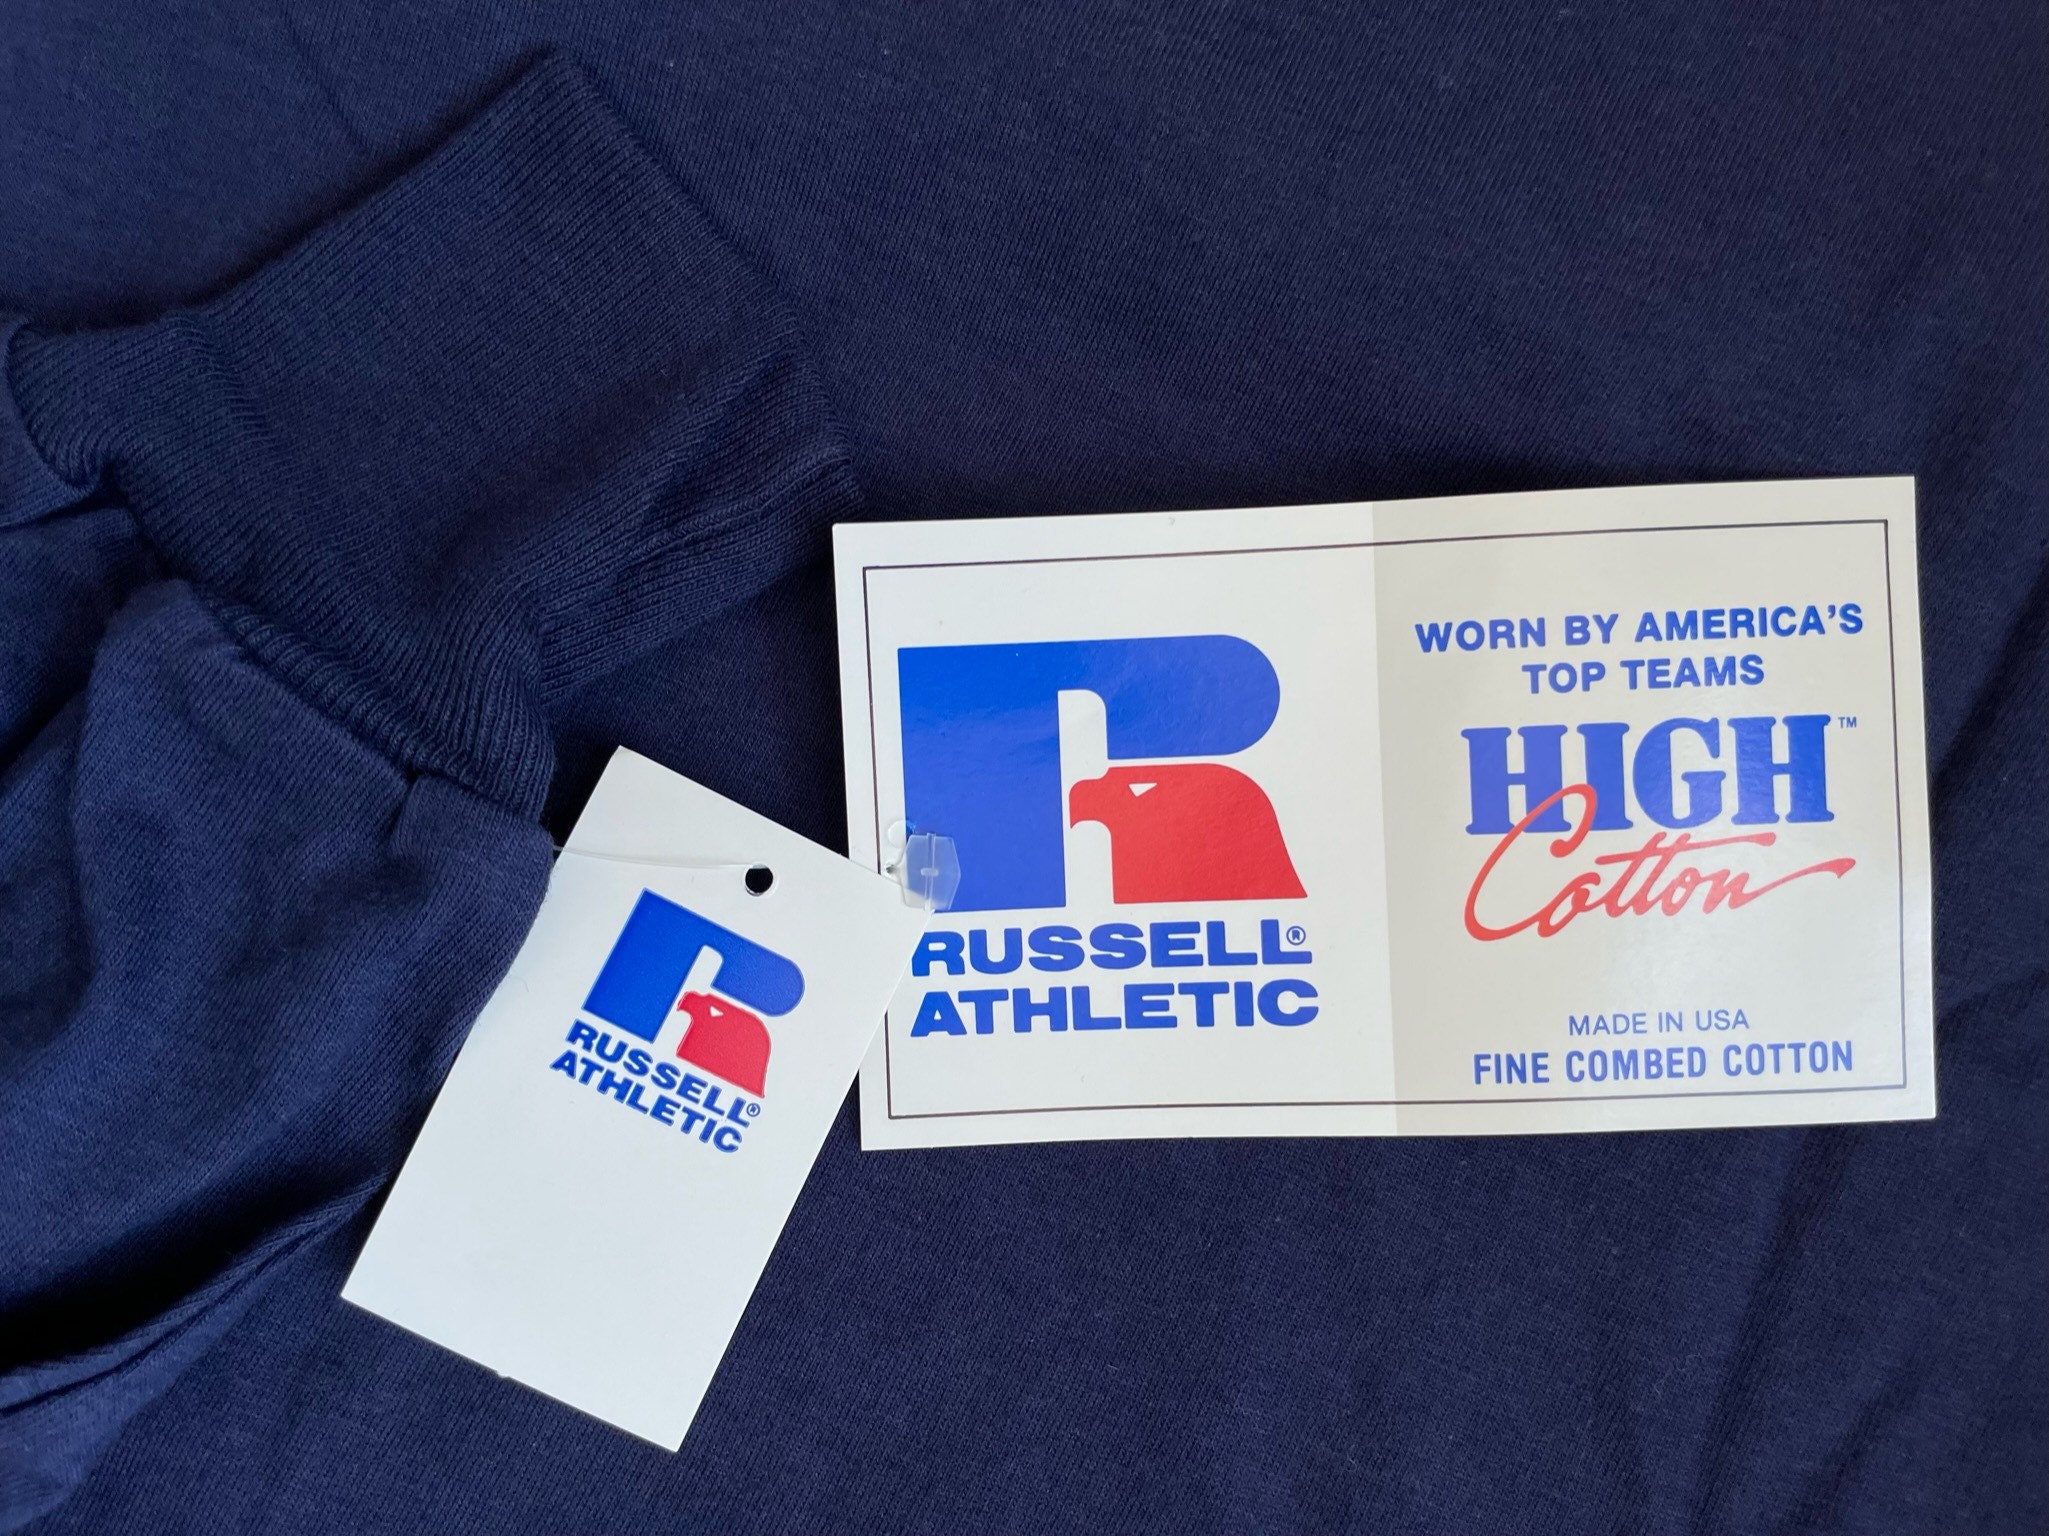 RUSSELL®
ATHLETIC
RUSSELL®
ATHLETIC
WORN BY AMERICA'S
TOP TEAMS
HIGH™
Cotton
MADE IN USA
FINE COMBED COTTON